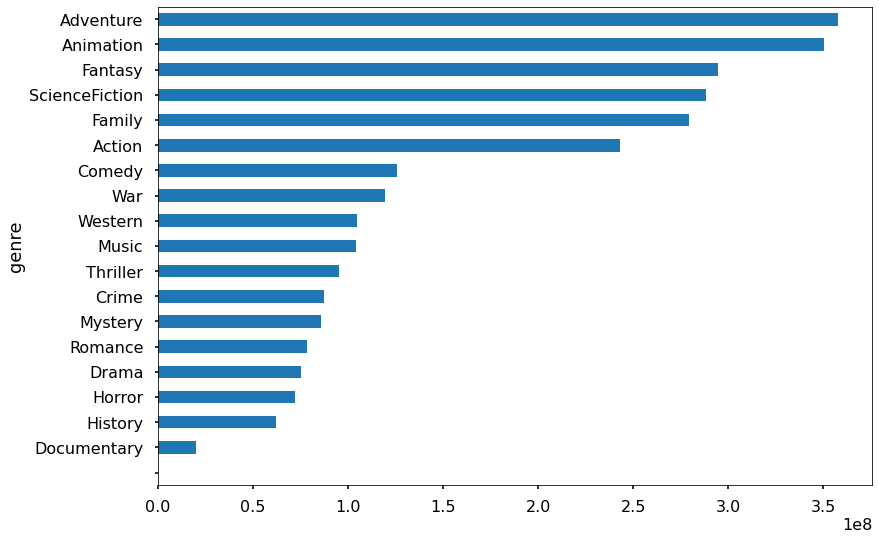 Adventure
Animation
Fantasy
ScienceFiction
Family
Action
Comedy
War
Western
Music
Thriller
Crime
Mystery
Romance
Drama
Horror
History
Documentary
genre
0.0 0.5 1.0 1.5 2.0 2.5 3.0 3.5
1e8